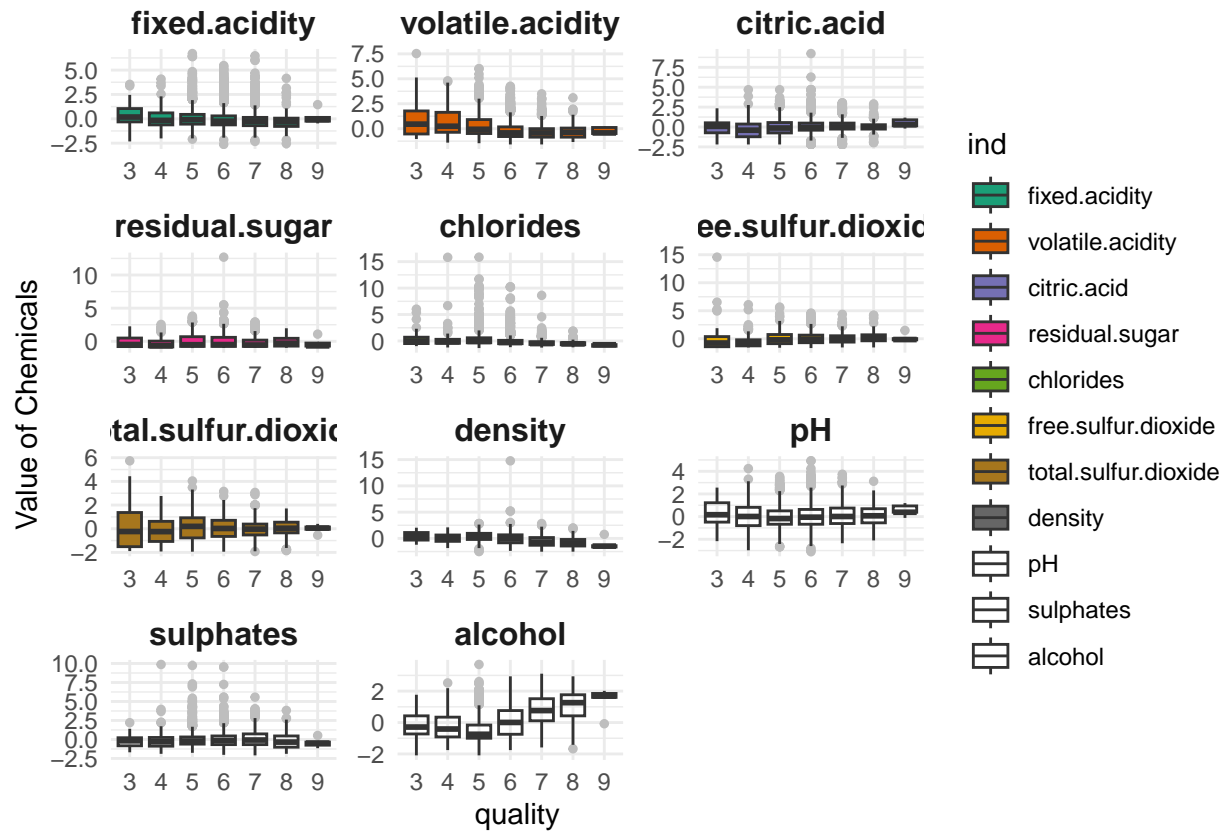 fixed.acidity volatile.acidity citric.acid
5.0
2.5
0.0
−2.5
7.5
5.0
2.5
0.0
7.5
5.0
2.5
0.0
−2.5
3 4 5 6 7 8 9
3 4 5 6 7 8 9
3 4 5 6 7 8 9
residual.sugar chlorides ee.sulfur.dioxid
10
5
0
15
10
5
0
15
10
5
0
3 4 5 6 7 8 9
3 4 5 6 7 8 9
3 4 5 6 7 8 9
otal.sulfur.dioxid density pH
6
4
2
0
−2
15
10
5
0
4
2
0
−2
3 4 5 6 7 8 9
3 4 5 6 7 8 9
3 4 5 6 7 8 9
sulphates alcohol
10.0
7.5
5.0
2.5
0.0
−2.5
2
0
−2
3 4 5 6 7 8 9
3 4 5 6 7 8 9
quality
Value of Chemicals
ind
fixed.acidity
volatile.acidity
citric.acid
residual.sugar
chlorides
free.sulfur.dioxide
total.sulfur.dioxide
density
pH
sulphates
alcohol